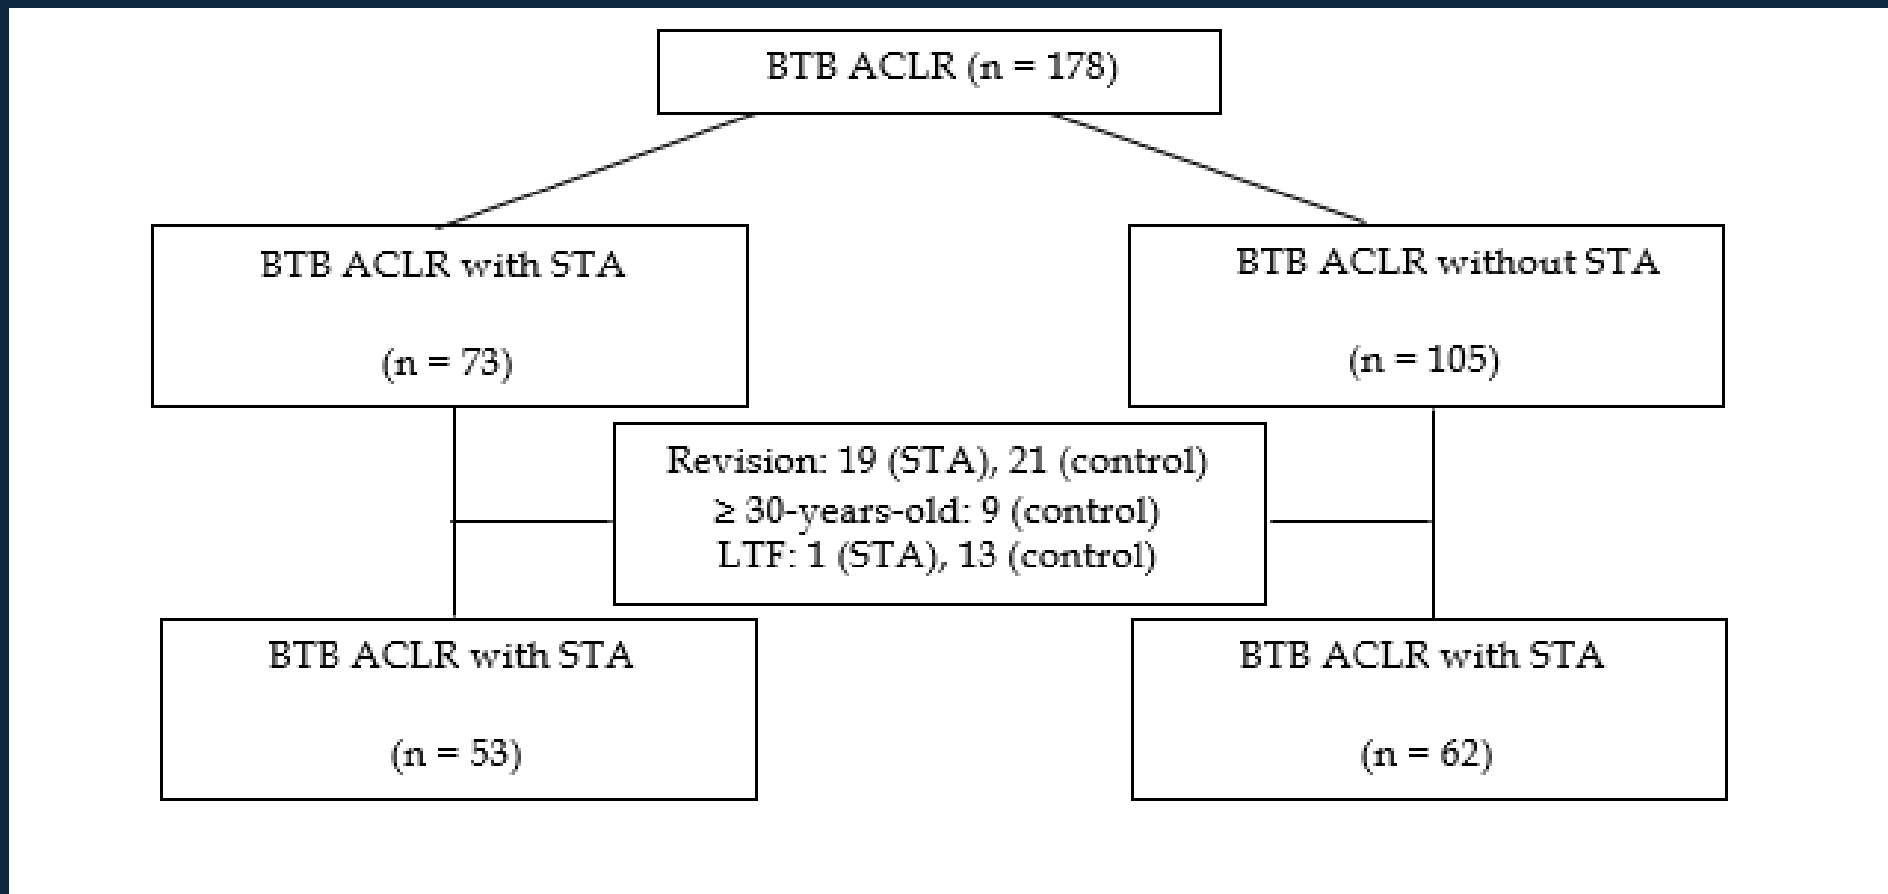 BTB ACLR (n = 178)
BTB ACLR with STA
(n = 73)
BTB ACLR without STA
(n = 105)
Revision: 19 (STA), 21 (control)
≥ 30-years-old: 9 (control)
LTF: 1 (STA), 13 (control)
BTB ACLR with STA
(n = 53)
BTB ACLR with STA
(n = 62)